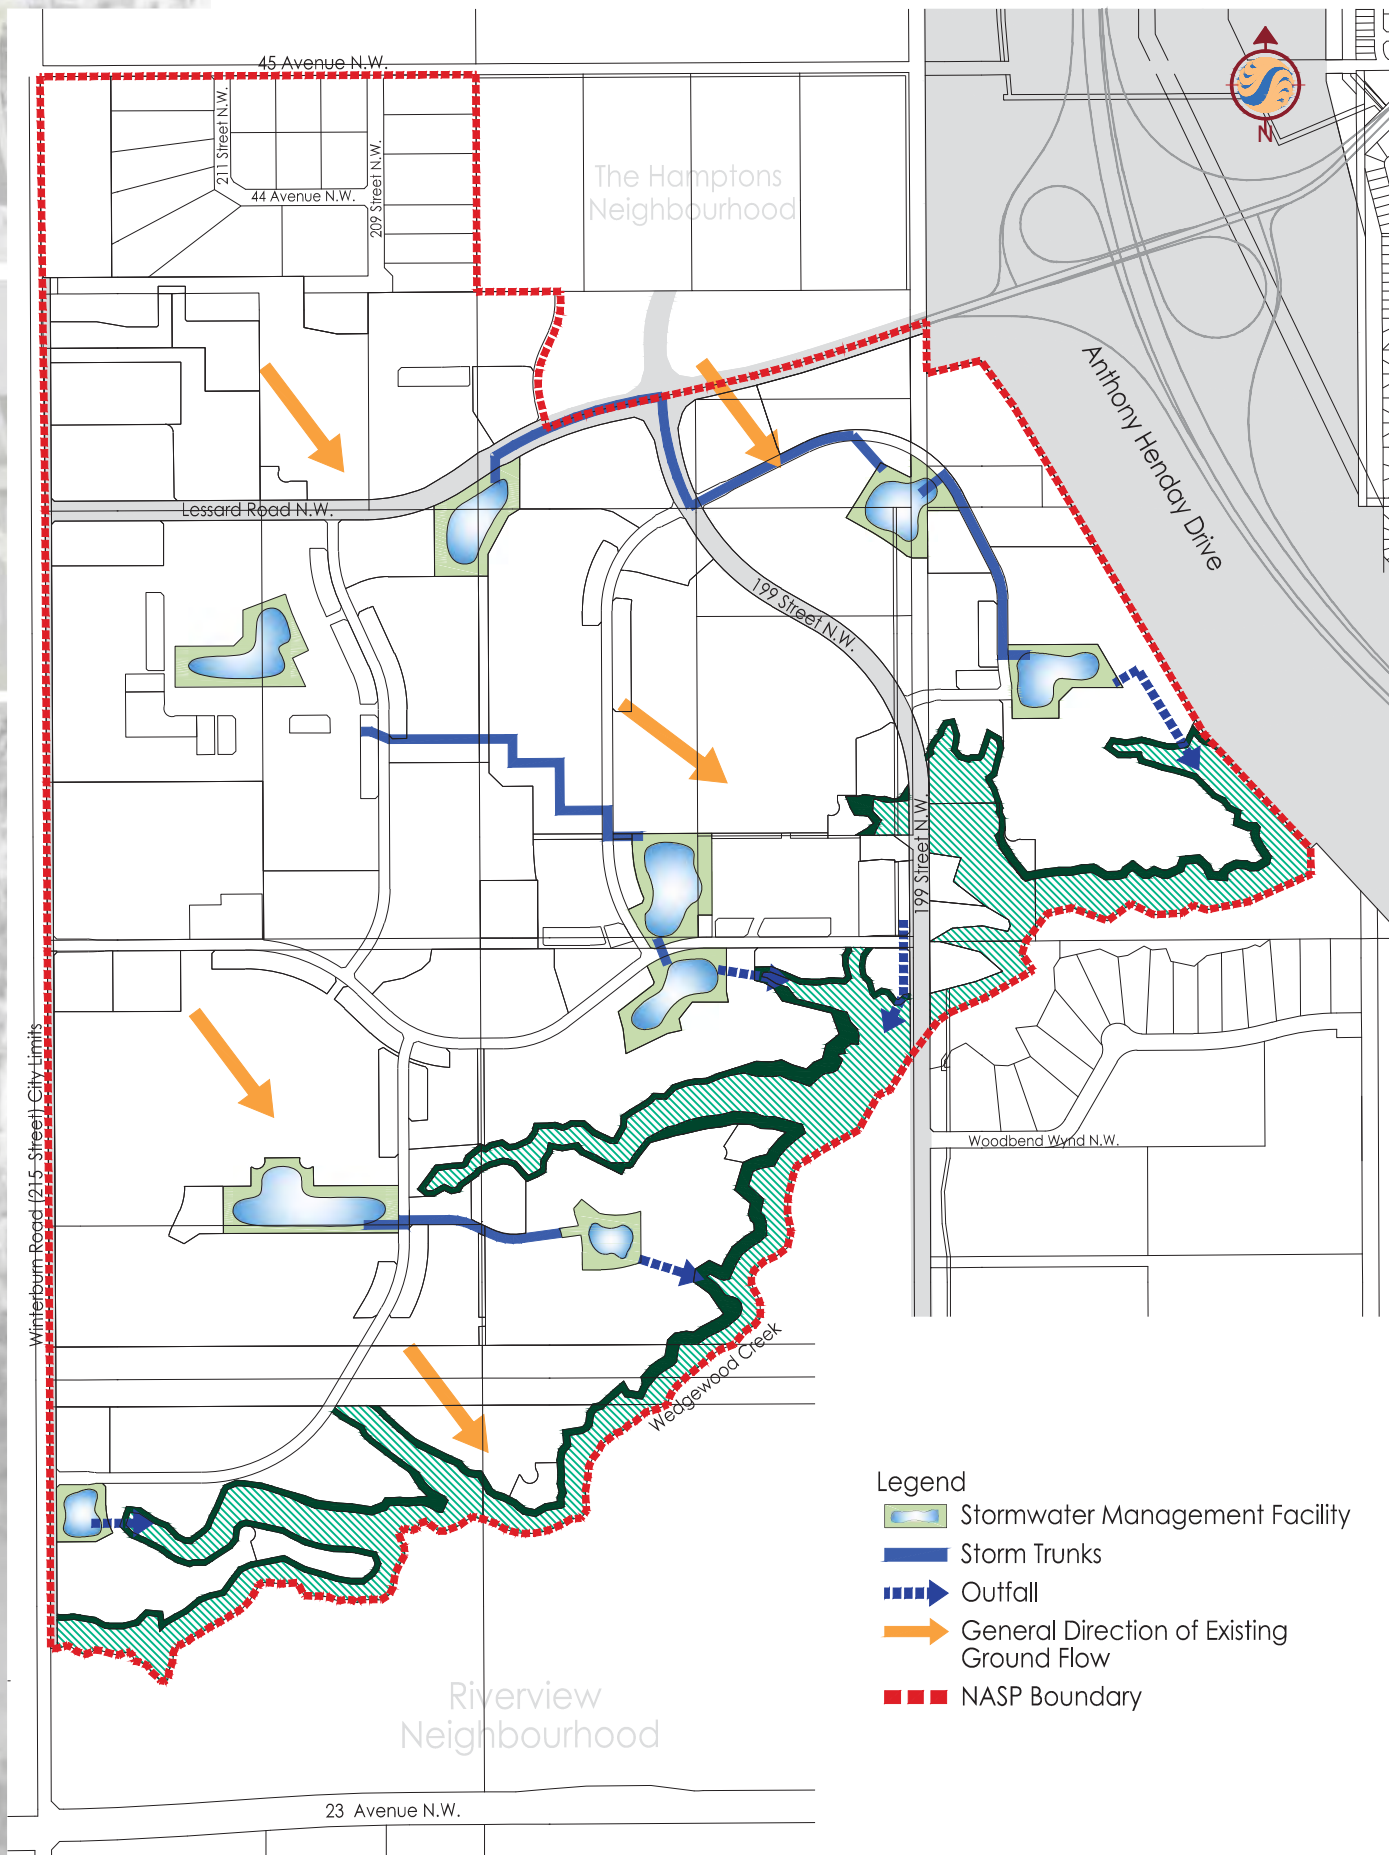 45 Avenue N.W.
211 Street N.W.
44 Avenue N.W.
209 Street N.W.
The Hamptons
Neighbourhood
N
Anthony Henday Drive
Lessard Road N.W.
199 Street N.W.
199 Street N.W.
Winterburn Road (215 Street) City Limits
Woodbend Wynd N.W.
Wedgewood Creek
Legend
Stormwater Management Facility
Storm Trunks
Outfall
General Direction of Existing
Ground Flow
NASP Boundary
Riverview
Neighbourhood
23 Avenue N.W.